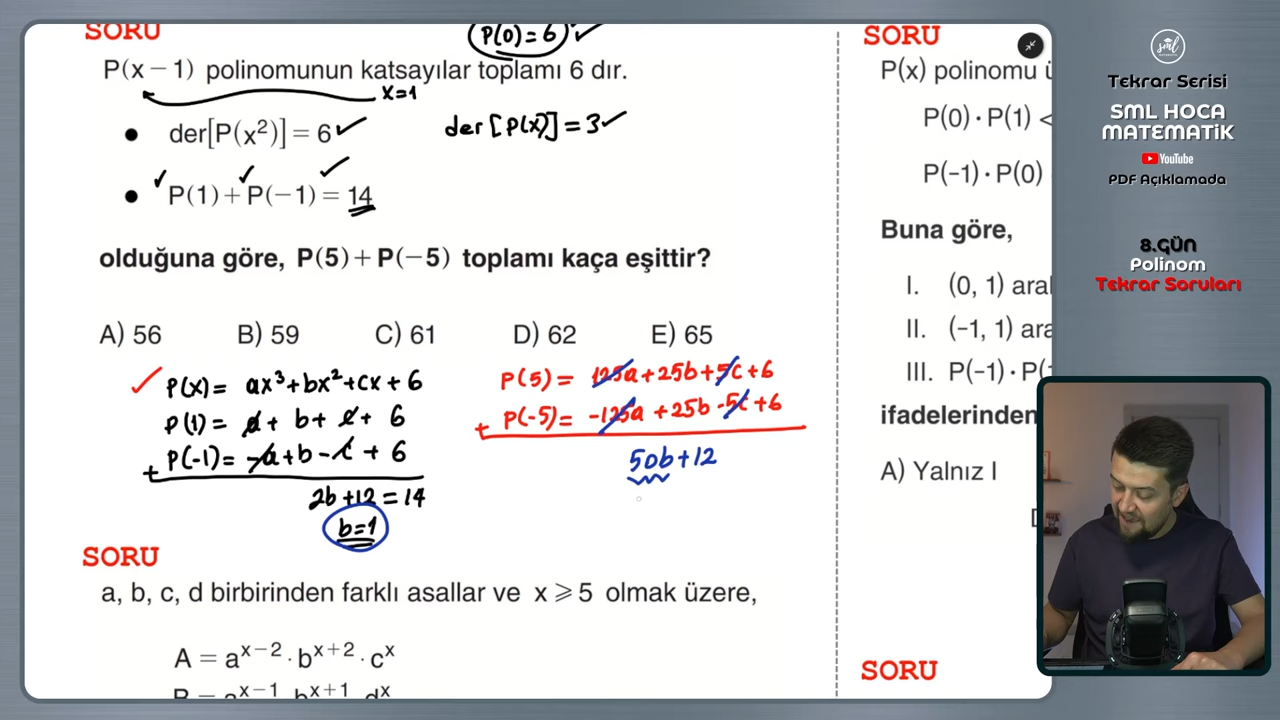 SORU
P(0)=6 ✓
P(x−1) polinomunun katsayılar toplamı 6 dır.
x=1
• der[P(x²)] = 6 ✓
der [P(x)] = 3 ✓
• P(1)+P(−1) = 14
olduğuna göre, P(5)+P(−5) toplamı kaça eşittir?
A) 56 B) 59 C) 61 D) 62 E) 65
P(x) = ax³+bx²+cx+6
P(1) = a + b + c + 6
+ P(-1) = -a+b-c + 6
2b+12=14
b=1
P(5) = 125a+25b+5c+6
+ P(-5) = -125a+25b-5c+6
50b+12
SORU
a, b, c, d birbirinden farklı asallar ve x ⩾ 5 olmak üzere,
A = a^{x−2} · b^{x+2} · c^{x}
B = a^{x−1} b^{x+1} d^{x}
SORU
P(x) polinomu
P(0)·P(1) <
P(−1)·P(0)
Buna göre,
I. (0, 1)
II. (−1, 1)
III. P(−1)·P(
ifadelerinden
A) Yalnız I
SORU
sml
Tekrar Serisi
SML HOCA
MATEMATİK
YouTube
PDF Açıklamada
8.GÜN
Polinom
Tekrar Soruları